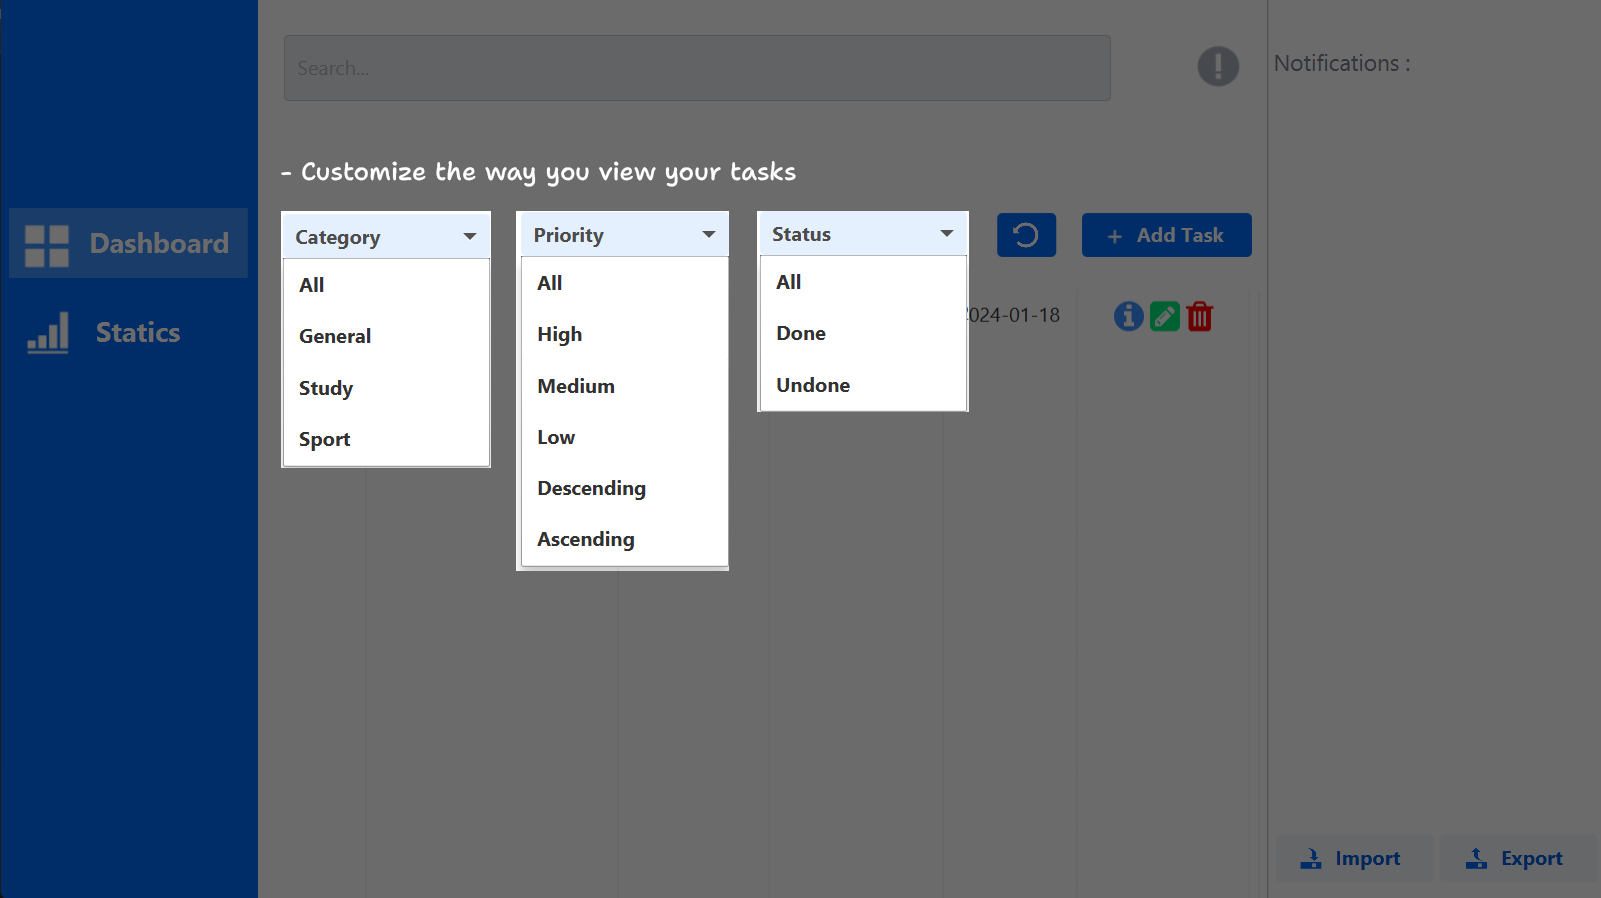 Search...
Notifications :
- Customize the way you view your tasks
Dashboard
Statics
Category
All
General
Study
Sport
Priority
All
High
Medium
Low
Descending
Ascending
Status
All
Done
Undone
+ Add Task
024-01-18
Import
Export